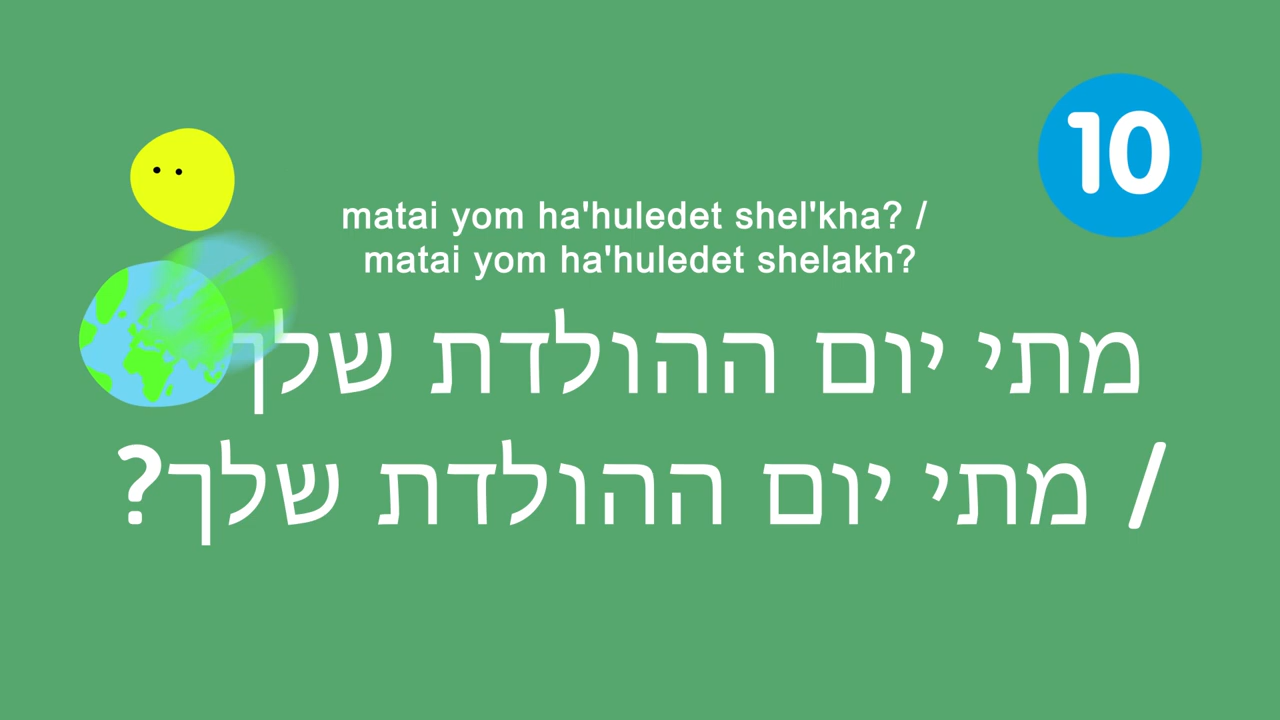 10
matai yom ha'huledet shel'kha? /
matai yom ha'huledet shelakh?
מתי יום ההולדת שלך
/ מתי יום ההולדת שלך?